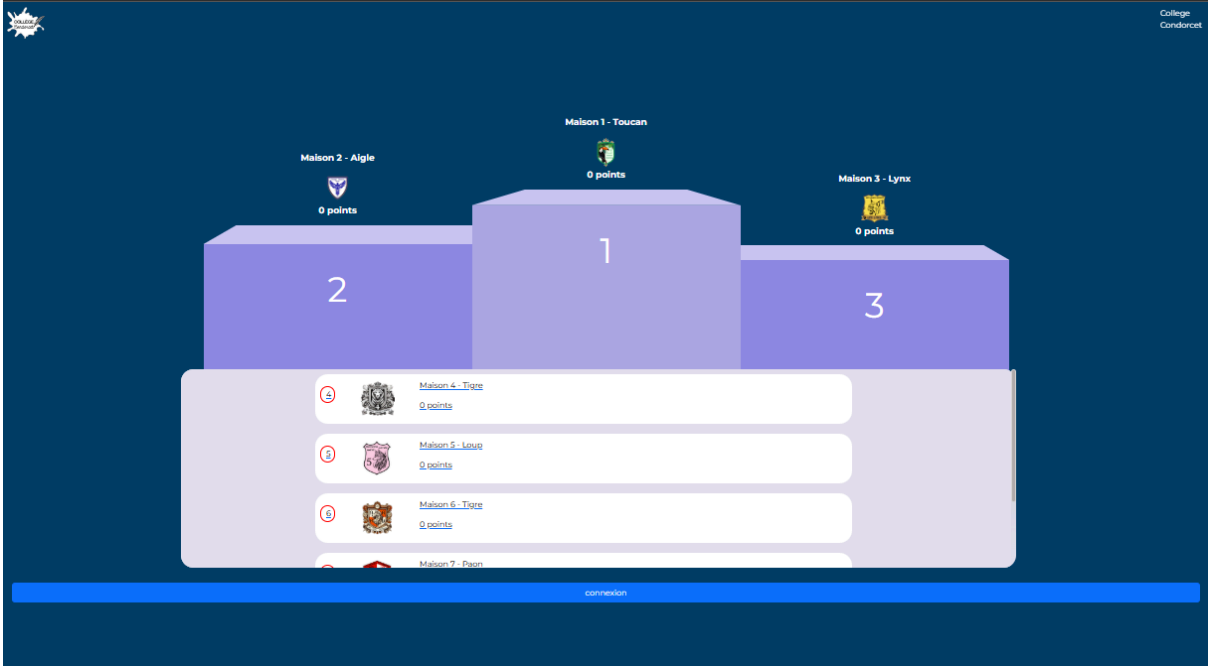 COLLEGE
Condorcet
College
Condorcet
Maison 1 - Toucan
0 points
Maison 2 - Aigle
0 points
Maison 3 - Lynx
0 points
1
2
3
4
Maison 4 - Tigre
0 points
5
Maison 5 - Loup
0 points
6
Maison 6 - Tigre
0 points
Maison 7 - Paon
connexion